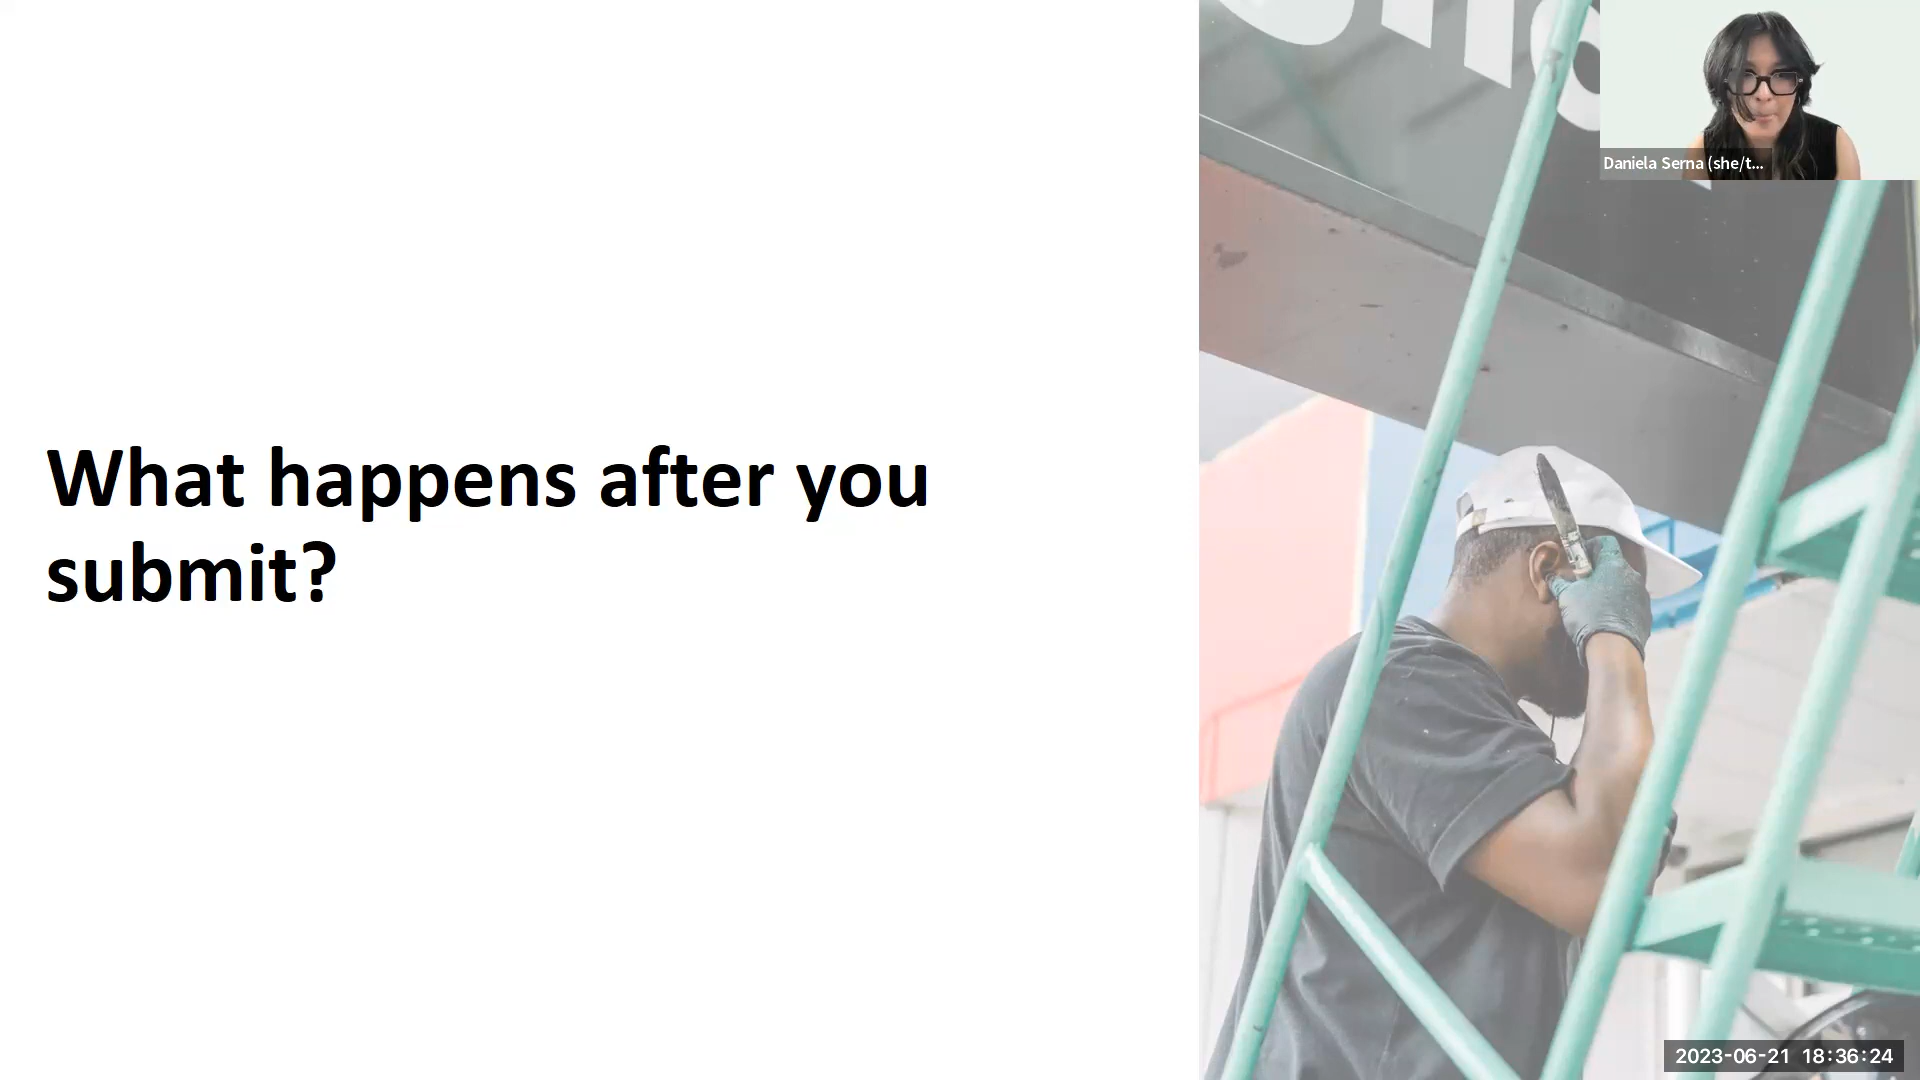 What happens after you
submit?
Daniela Serna (she/t...
2023-06-21 18:36:24